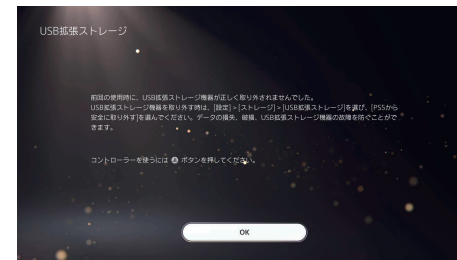 USB拡張ストレージ
前回の使用時に、USB拡張ストレージ機器が正しく取り外されませんでした。
USB拡張ストレージ機器を取り外す時は、[設定] > [ストレージ] > [USB拡張ストレージ]を選び、[PS5から
安全に取り外す]を選んでください。データの損失、破損、USB拡張ストレージ機器の故障を防ぐことがで
きます。
コントローラーを使うには ボタンを押してください。
OK